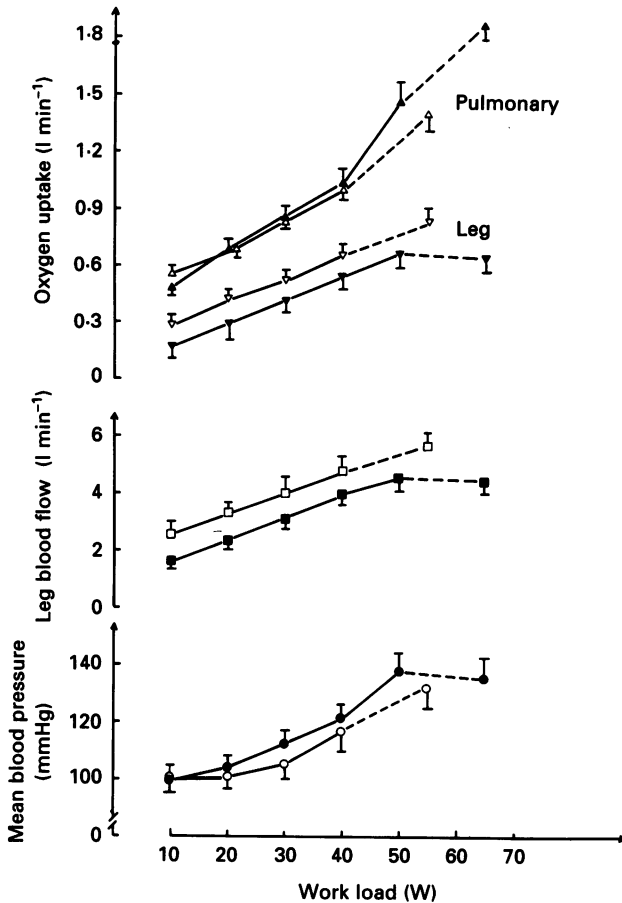 1·8
1·5
1·2
0·9
0·6
0·3
0
Oxygen uptake (l min⁻¹)
Pulmonary
Leg
6
4
2
0
Leg blood flow (l min⁻¹)
140
120
100
0
Mean blood pressure
(mmHg)
10 20 30 40 50 60 70
Work load (W)